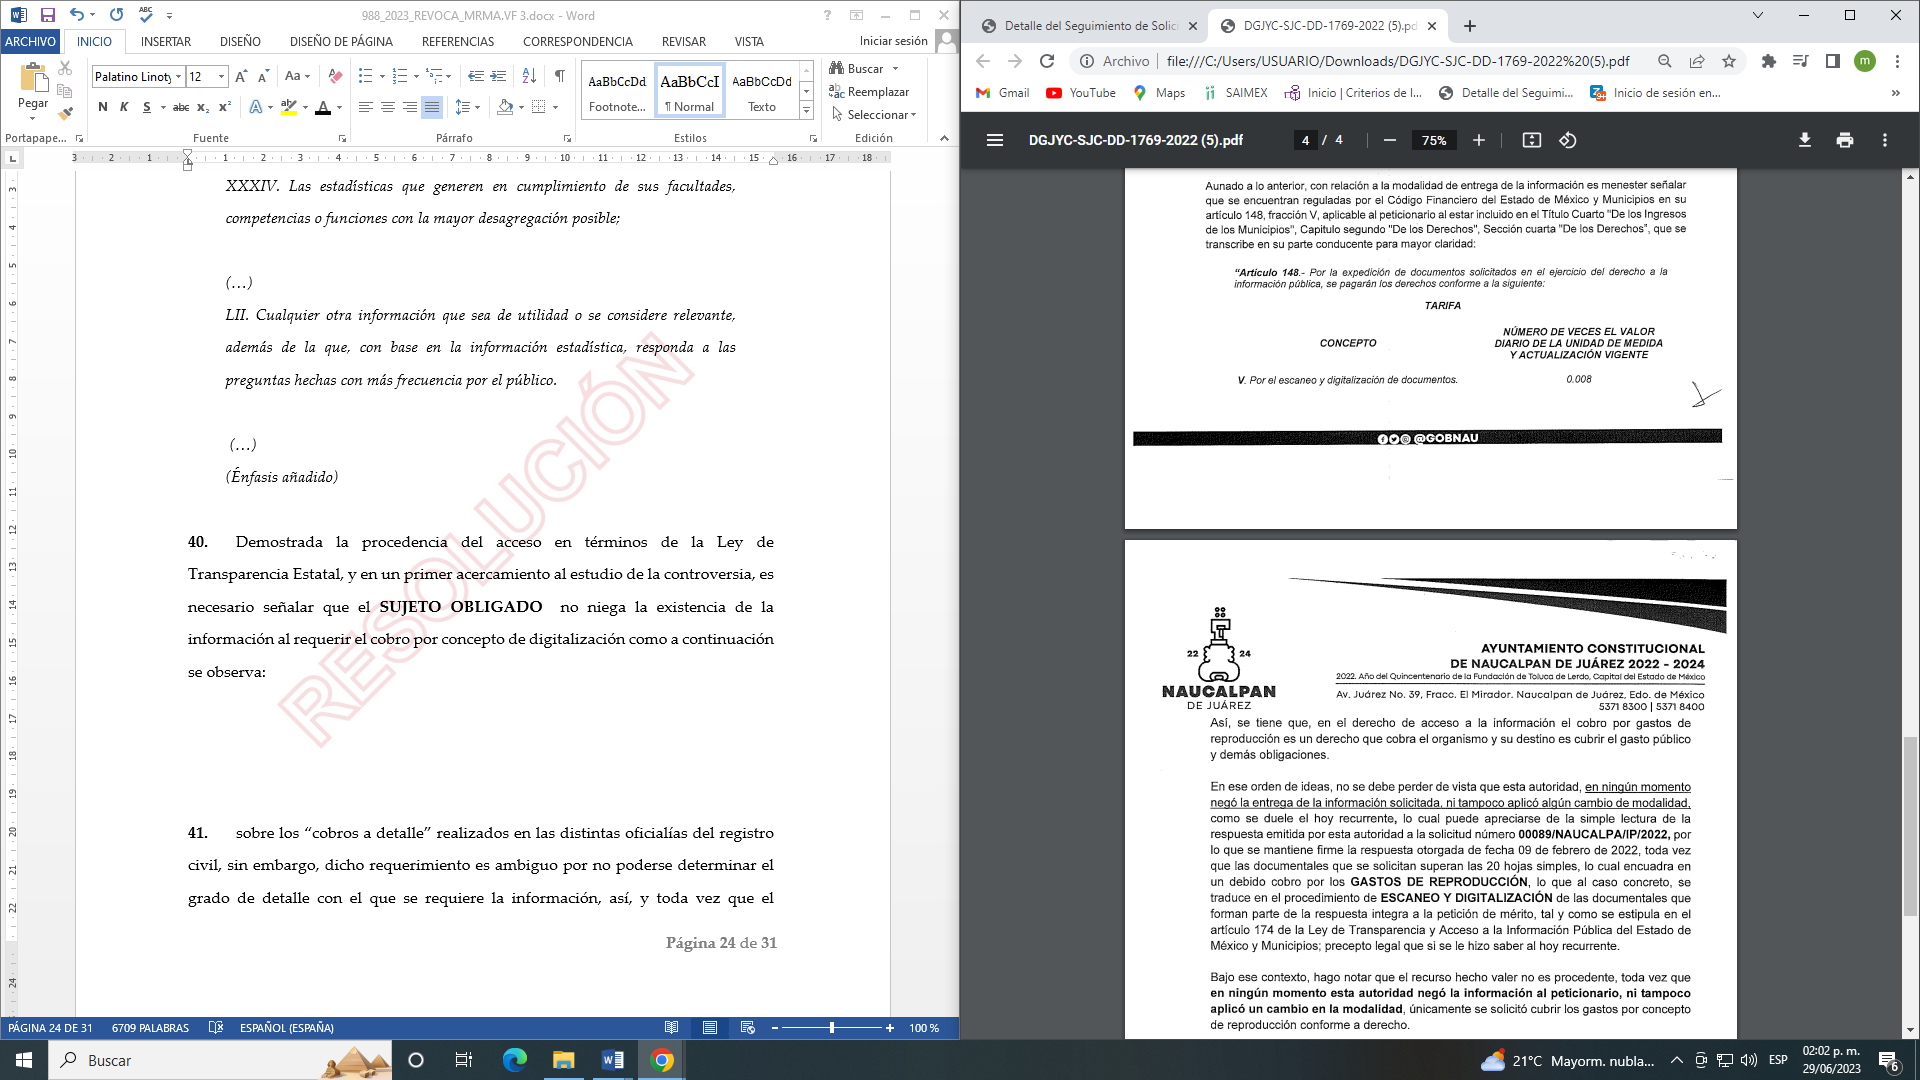 988_2023_REVOCA_MRMA.VF 3.docx - Word
ARCHIVO INICIO INSERTAR DISEÑO DISEÑO DE PÁGINA REFERENCIAS CORRESPONDENCIA REVISAR VISTA Iniciar sesión
Pegar
Palatino Linoty 12
N K S abc x₂ x²
AaBbCcDd AaBbCcI AaBbCcDd
Footnote... ¶ Normal Texto
Buscar
Reemplazar
Seleccionar
Portapape... Fuente Párrafo Estilos Edición
3 2 1 1 2 3 4 5 6 7 8 9 10 11 12 13 14 15 16 17 18
XXXIV. Las estadísticas que generen en cumplimiento de sus facultades,
competencias o funciones con la mayor desagregación posible;
(…)
LII. Cualquier otra información que sea de utilidad o se considere relevante,
además de la que, con base en la información estadística, responda a las
preguntas hechas con más frecuencia por el público.
(…)
(Énfasis añadido)
RESOLUCIÓN
40. Demostrada la procedencia del acceso en términos de la Ley de
Transparencia Estatal, y en un primer acercamiento al estudio de la controversia, es
necesario señalar que el SUJETO OBLIGADO no niega la existencia de la
información al requerir el cobro por concepto de digitalización como a continuación
se observa:
41. sobre los “cobros a detalle” realizados en las distintas oficialías del registro
civil, sin embargo, dicho requerimiento es ambiguo por no poderse determinar el
grado de detalle con el que se requiere la información, así, y toda vez que el
Página 24 de 31
PÁGINA 24 DE 31 6709 PALABRAS ESPAÑOL (ESPAÑA) 100 %
Detalle del Seguimiento de Solici DGJYC-SJC-DD-1769-2022 (5).pd
Archivo file:///C:/Users/USUARIO/Downloads/DGJYC-SJC-DD-1769-2022%20(5).pdf m
Gmail YouTube Maps SAIMEX Inicio | Criterios de I... Detalle del Seguimi... Inicio de sesión en... »
DGJYC-SJC-DD-1769-2022 (5).pdf 4 / 4 75%
Aunado a lo anterior, con relación a la modalidad de entrega de la información es menester señalar
que se encuentran reguladas por el Código Financiero del Estado de México y Municipios en su
artículo 148, fracción V, aplicable al peticionario al estar incluido en el Título Cuarto "De los Ingresos
de los Municipios", Capitulo segundo "De los Derechos", Sección cuarta "De los Derechos", que se
transcribe en su parte conducente para mayor claridad:
“Artículo 148.- Por la expedición de documentos solicitados en el ejercicio del derecho a la
información pública, se pagarán los derechos conforme a la siguiente:
TARIFA
CONCEPTO
NÚMERO DE VECES EL VALOR
DIARIO DE LA UNIDAD DE MEDIDA
Y ACTUALIZACIÓN VIGENTE
V. Por el escaneo y digitalización de documentos. 0.008
@GOBNAU
22 24
NAUCALPAN
DE JUÁREZ
AYUNTAMIENTO CONSTITUCIONAL
DE NAUCALPAN DE JUÁREZ 2022 - 2024
2022. Año del Quincentenario de la Fundación de Toluca de Lerdo, Capital del Estado de México
Av. Juárez No. 39, Fracc. El Mirador. Naucalpan de Juárez, Edo. de México
5371 8300 | 5371 8400
Así, se tiene que, en el derecho de acceso a la información el cobro por gastos de
reproducción es un derecho que cobra el organismo y su destino es cubrir el gasto público
y demás obligaciones.
En ese orden de ideas, no se debe perder de vista que esta autoridad, en ningún momento
negó la entrega de la información solicitada, ni tampoco aplicó algún cambio de modalidad,
como se duele el hoy recurrente, lo cual puede apreciarse de la simple lectura de la
respuesta emitida por esta autoridad a la solicitud número 00089/NAUCALPA/IP/2022, por
lo que se mantiene firme la respuesta otorgada de fecha 09 de febrero de 2022, toda vez
que las documentales que se solicitan superan las 20 hojas simples, lo cual encuadra en
un debido cobro por los GASTOS DE REPRODUCCIÓN, lo que al caso concreto, se
traduce en el procedimiento de ESCANEO Y DIGITALIZACIÓN de las documentales que
forman parte de la respuesta integra a la petición de mérito, tal y como se estipula en el
artículo 174 de la Ley de Transparencia y Acceso a la Información Pública del Estado de
México y Municipios; precepto legal que si se le hizo saber al hoy recurrente.
Bajo ese contexto, hago notar que el recurso hecho valer no es procedente, toda vez que
en ningún momento esta autoridad negó la información al peticionario, ni tampoco
aplicó un cambio en la modalidad, únicamente se solicitó cubrir los gastos por concepto
de reproducción conforme a derecho.
Buscar
21°C Mayorm. nubla... ESP 02:02 p. m.
29/06/2023 6